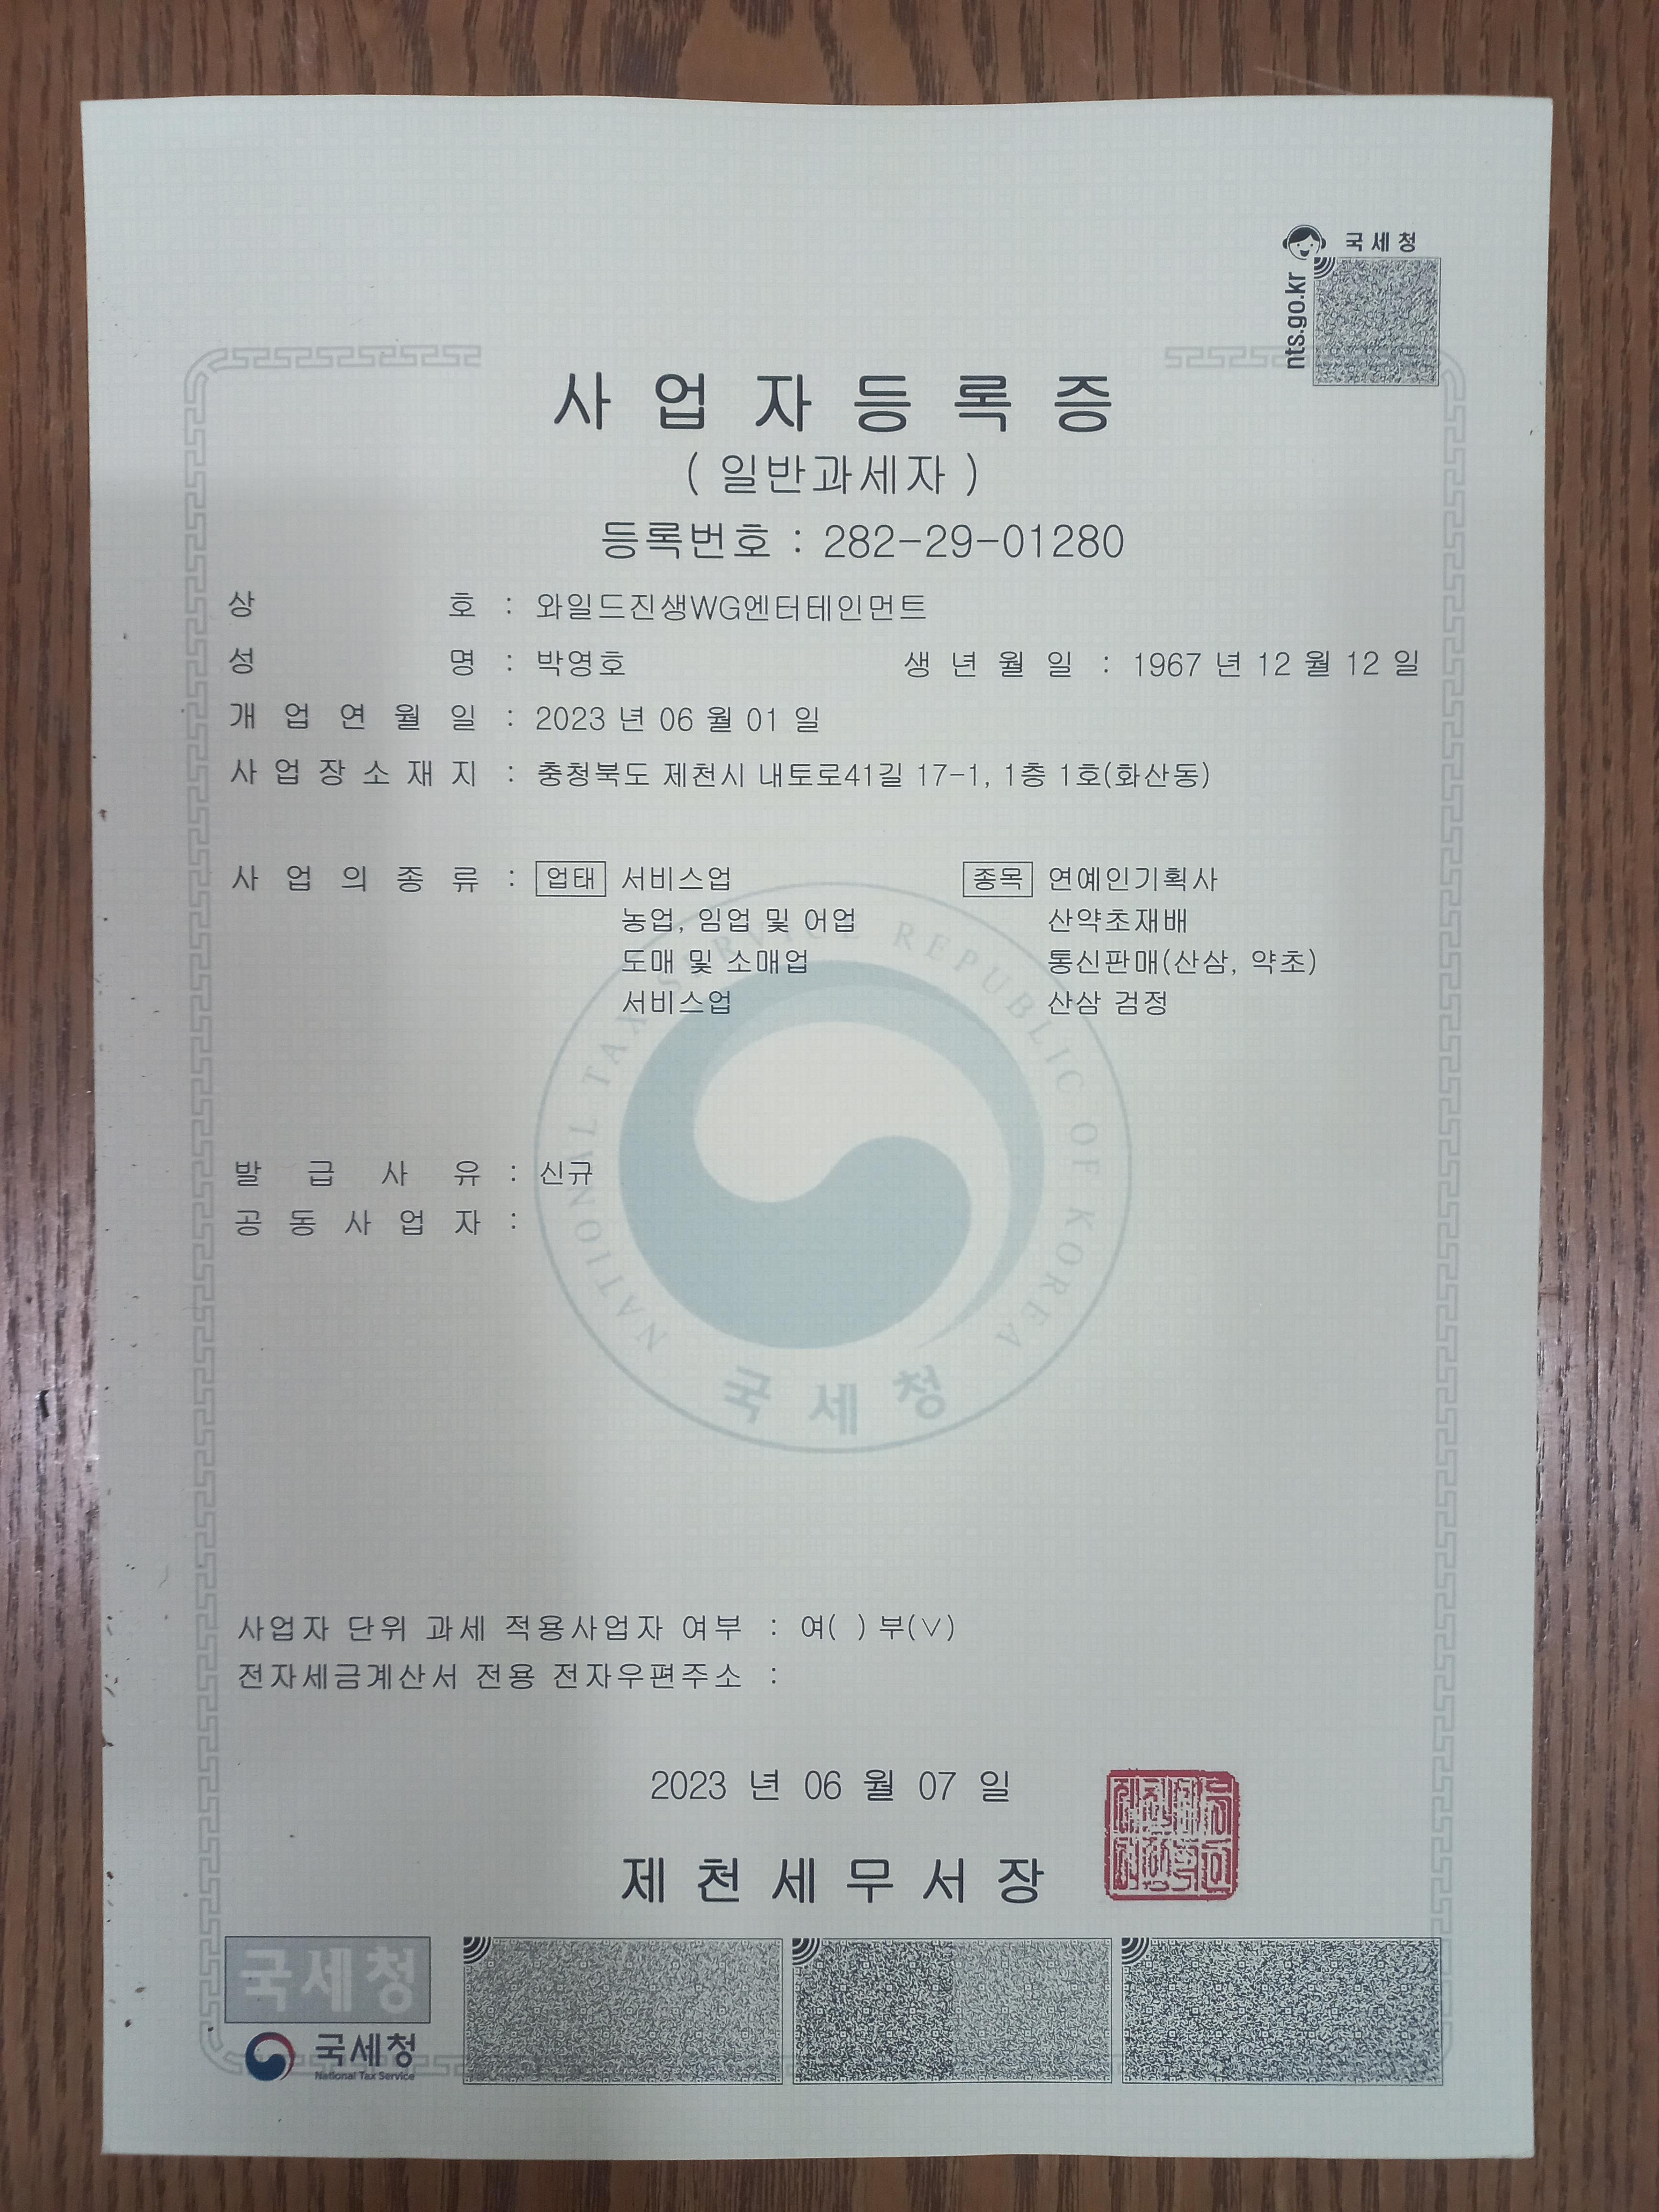 국세청
nts.go.kr
사업자등록증
( 일반과세자 )
등록번호 : 282-29-01280
상 호 : 와일드진생WG엔터테인먼트
성 명 : 박영호 생년월일 : 1967 년 12 월 12 일
개업연월일 : 2023 년 06 월 01 일
사업장소재지 : 충청북도 제천시 내토로41길 17-1, 1층 1호(화산동)
사업의종류 : 업태 서비스업 종목 연예인기획사
농업, 임업 및 어업 산약초재배
도매 및 소매업 통신판매(산삼, 약초)
서비스업 산삼 검정
NATIONAL TAX SERVICE REPUBLIC OF KOREA
국세청
발급사유 : 신규
공동사업자 :
사업자 단위 과세 적용사업자 여부 : 여( ) 부(∨)
전자세금계산서 전용 전자우편주소 :
2023 년 06 월 07 일
제천세무서장
국세청
국세청
National Tax Service